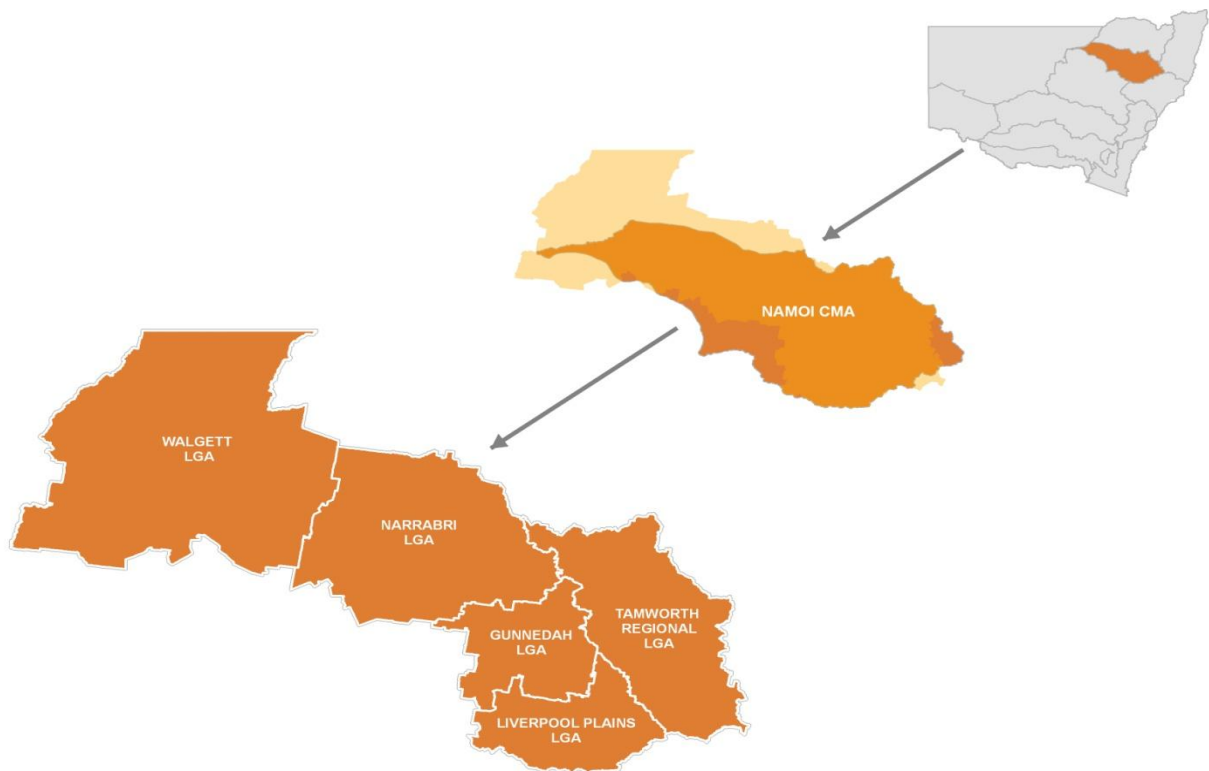 NAMOI CMA
WALGETT
LGA
NARRABRI
LGA
TAMWORTH
REGIONAL
LGA
GUNNEDAH
LGA
LIVERPOOL PLAINS
LGA